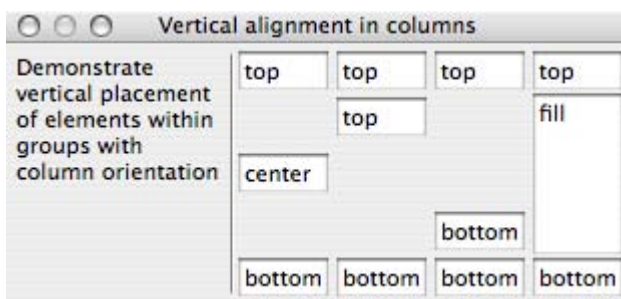 Vertical alignment in columns
Demonstrate
vertical placement
of elements within
groups with
column orientation
top top top top
top fill
center
bottom
bottom bottom bottom bottom